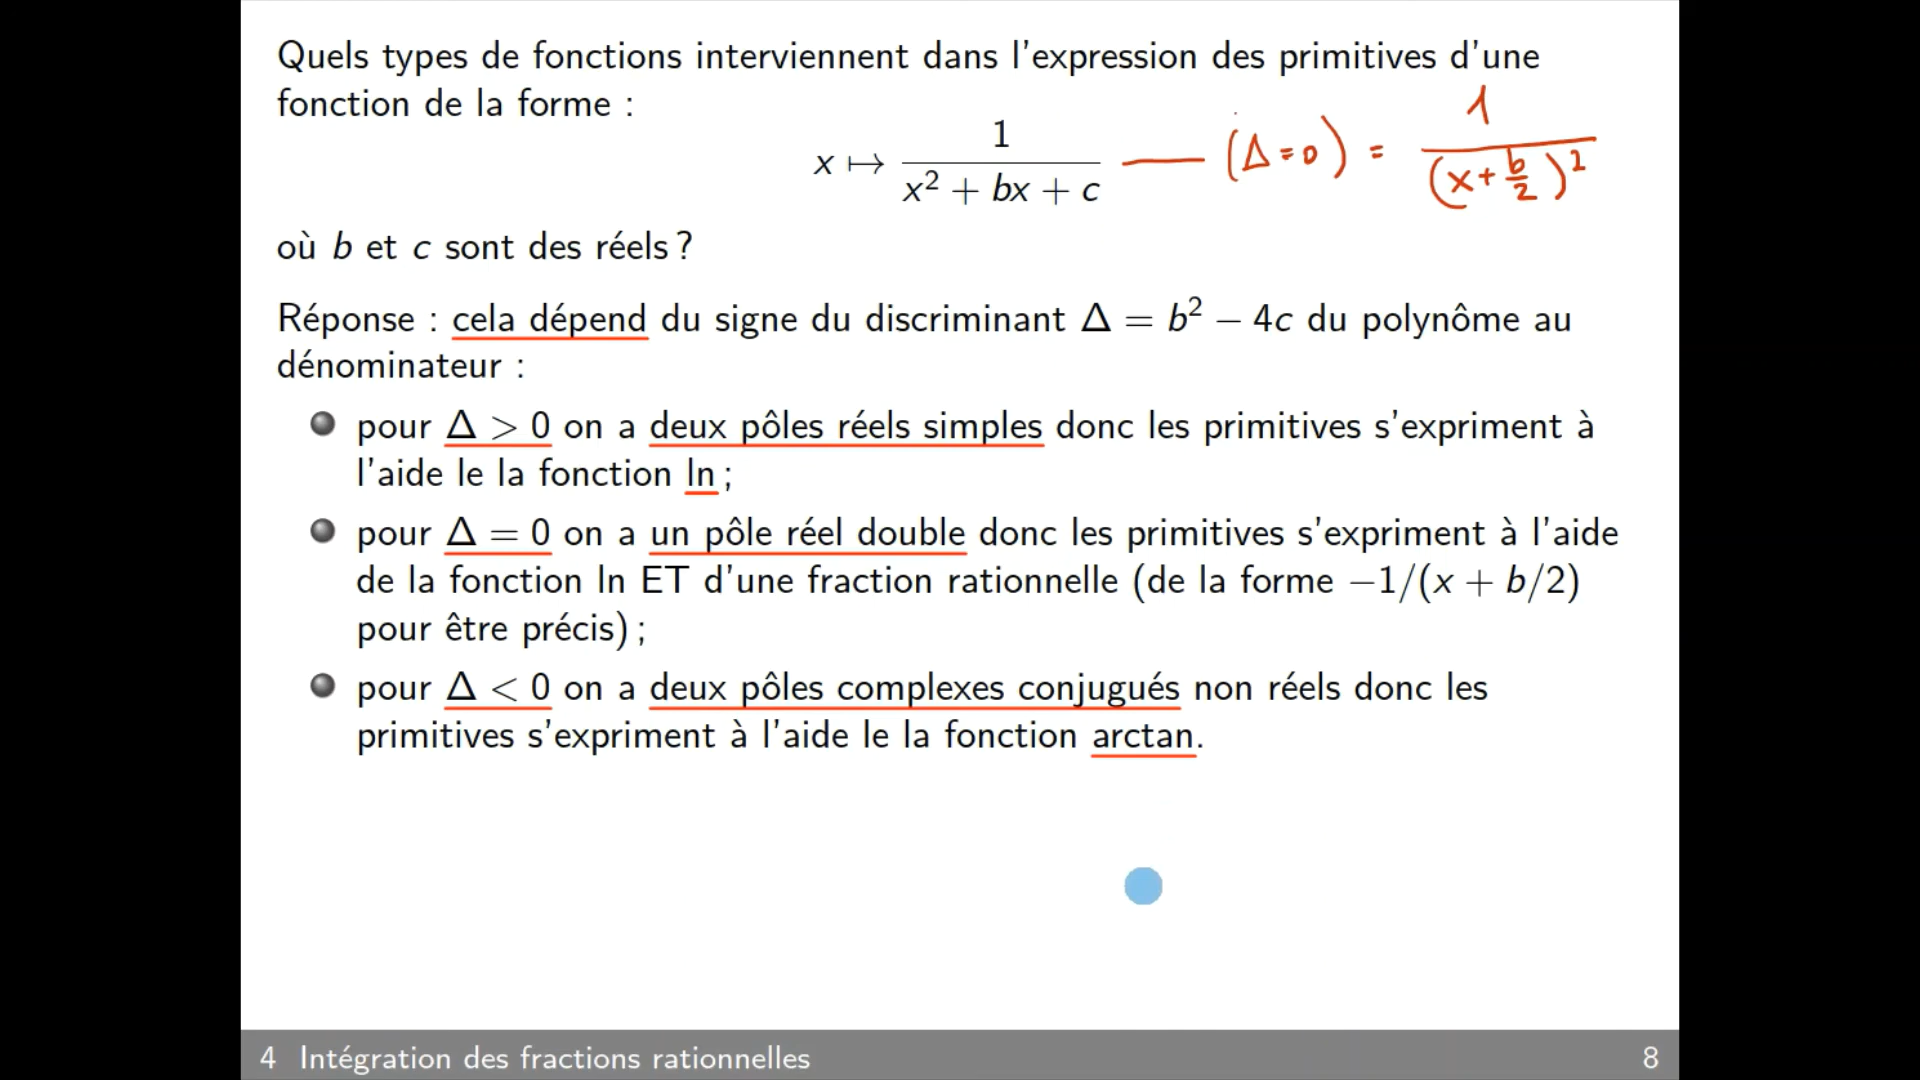 Quels types de fonctions interviennent dans l'expression des primitives d'une
fonction de la forme :
x ↦ 1/(x² + bx + c) — (Δ=0) = 1/(x + b/2)²
où b et c sont des réels ?
Réponse : cela dépend du signe du discriminant Δ = b² − 4c du polynôme au
dénominateur :
pour Δ > 0 on a deux pôles réels simples donc les primitives s'expriment à
l'aide le la fonction ln ;
pour Δ = 0 on a un pôle réel double donc les primitives s'expriment à l'aide
de la fonction ln ET d'une fraction rationnelle (de la forme −1/(x + b/2)
pour être précis) ;
pour Δ < 0 on a deux pôles complexes conjugués non réels donc les
primitives s'expriment à l'aide le la fonction arctan.
4 Intégration des fractions rationnelles 8